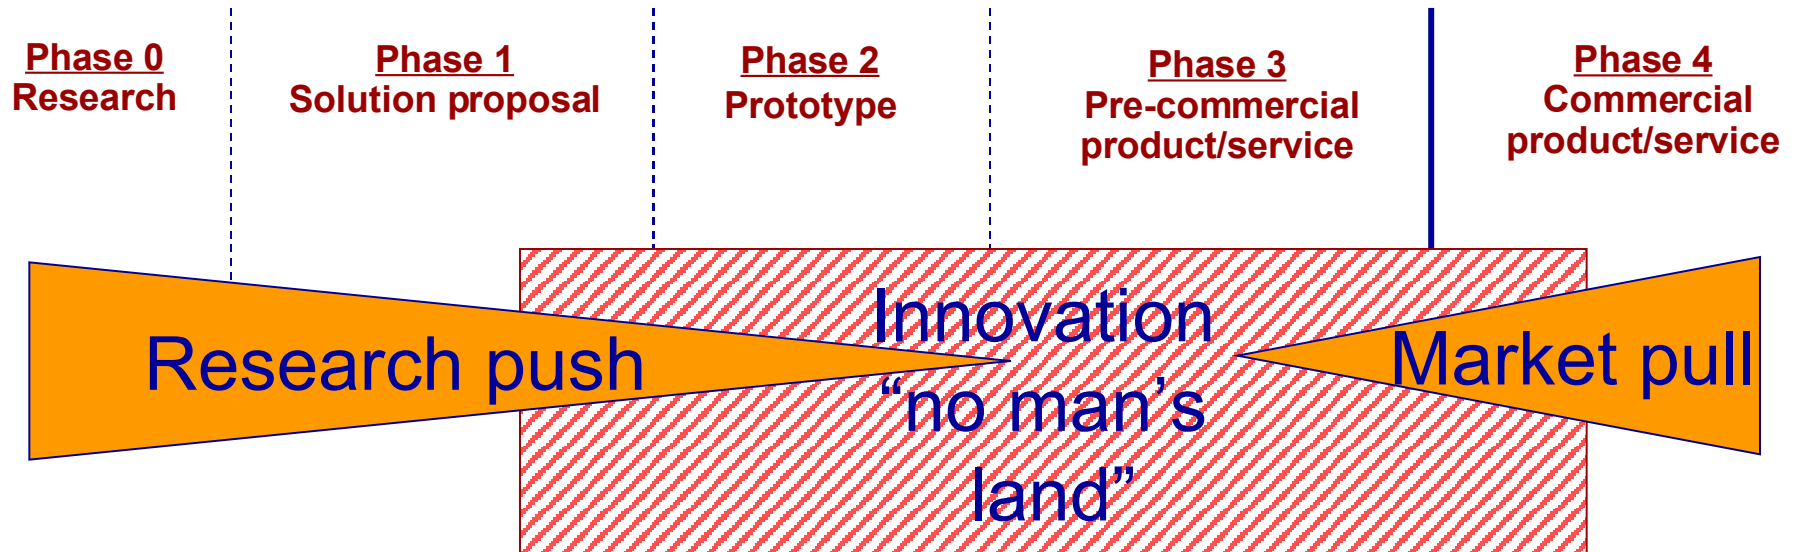 Phase 0
Research
Phase 1
Solution proposal
Phase 2
Prototype
Phase 3
Pre-commercial
product/service
Phase 4
Commercial
product/service
Research push
Innovation
“no man’s
land”
Market pull